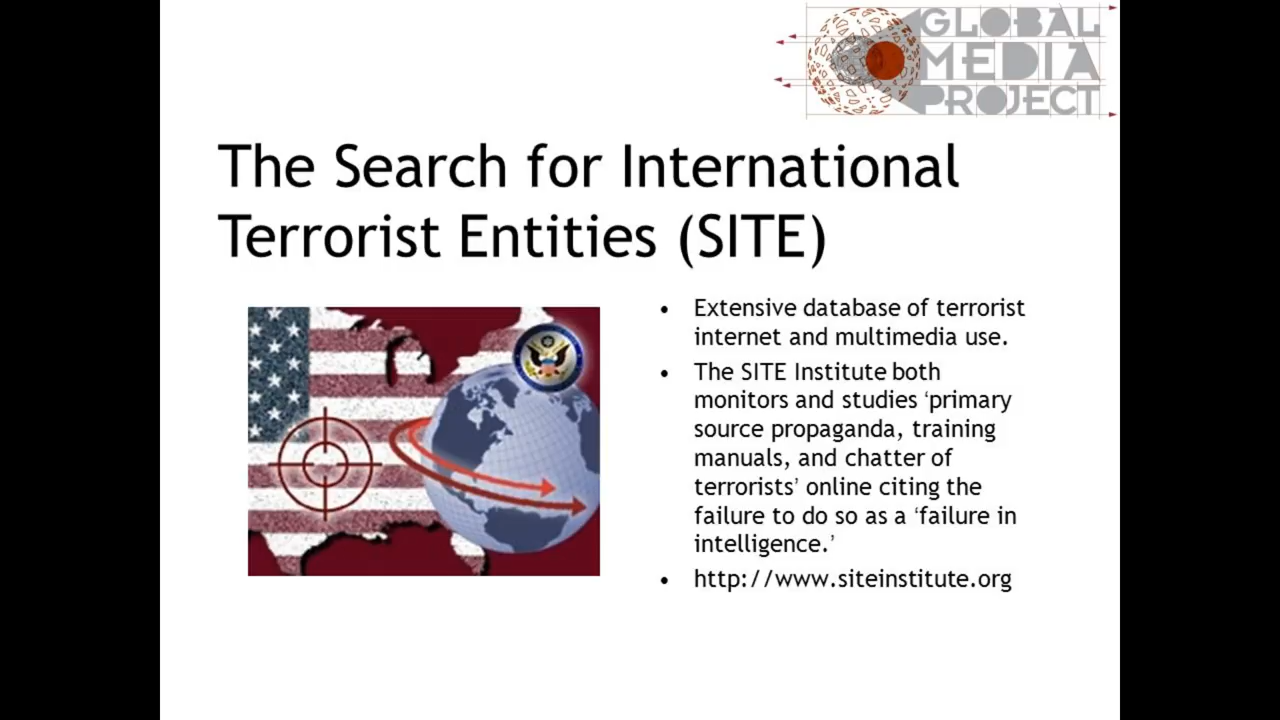 GLOBAL
MEDIA
PROJECT
The Search for International
Terrorist Entities (SITE)
• Extensive database of terrorist
internet and multimedia use.
• The SITE Institute both
monitors and studies ‘primary
source propaganda, training
manuals, and chatter of
terrorists’ online citing the
failure to do so as a ‘failure in
intelligence.’
• http://www.siteinstitute.org